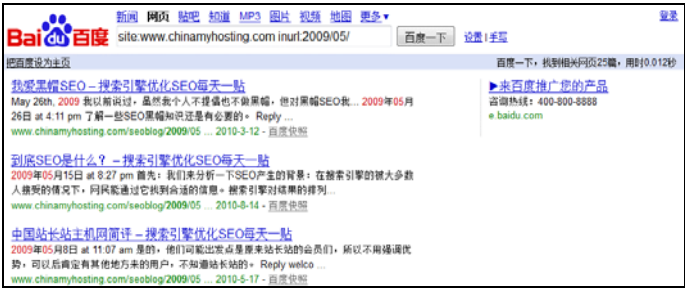 新闻 网页 贴吧 知道 MP3 图片 视频 地图 更多▼
登录
Bai du 百度
site:www.chinamyhosting.com inurl:2009/05/
百度一下
设置 | 手写
把百度设为主页
百度一下，找到相关网页25篇，用时0.012秒
我爱黑帽SEO – 搜索引擎优化SEO每天一贴
May 26th, 2009 我以前说过，虽然我个人不提倡也不做黑帽，但对黑帽SEO我... 2009年05月
26日 at 4:11 pm 了解一些SEO黑帽知识还是有必要的。 Reply ...
www.chinamyhosting.com/seoblog/2009/05 ... 2010-3-12 - 百度快照
▶来百度推广您的产品
咨询热线：400-800-8888
e.baidu.com
到底SEO是什么？ – 搜索引擎优化SEO每天一贴
2009年05月15日 at 8:27 pm 首先：我们来分析一下SEO产生的背景：在搜索引擎的被大多数
人接受的情况下，网民能通过它找到合适的信息。搜索引擎对结果的排列...
www.chinamyhosting.com/seoblog/2009/05 ... 2010-8-14 - 百度快照
中国站长站主机网简评 – 搜索引擎优化SEO每天一贴
2009年05月8日 at 11:07 am 是的，他们可能出发点是原来站长站的会员们，所以不用强调优
势，可以后肯定有其他地方来的用户，不知道站长站的。 Reply welco ...
www.chinamyhosting.com/seoblog/2009/05 ... 2010-5-17 - 百度快照